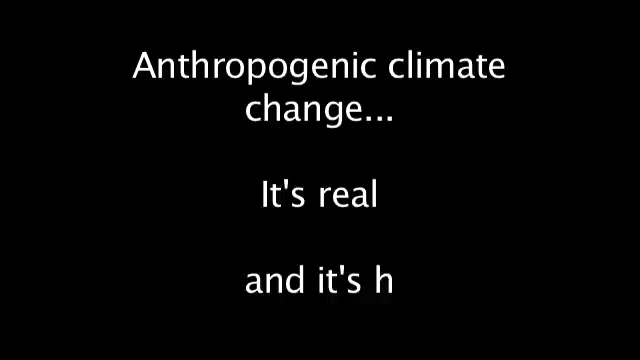 Anthropogenic climate
change...
It's real
and it's h